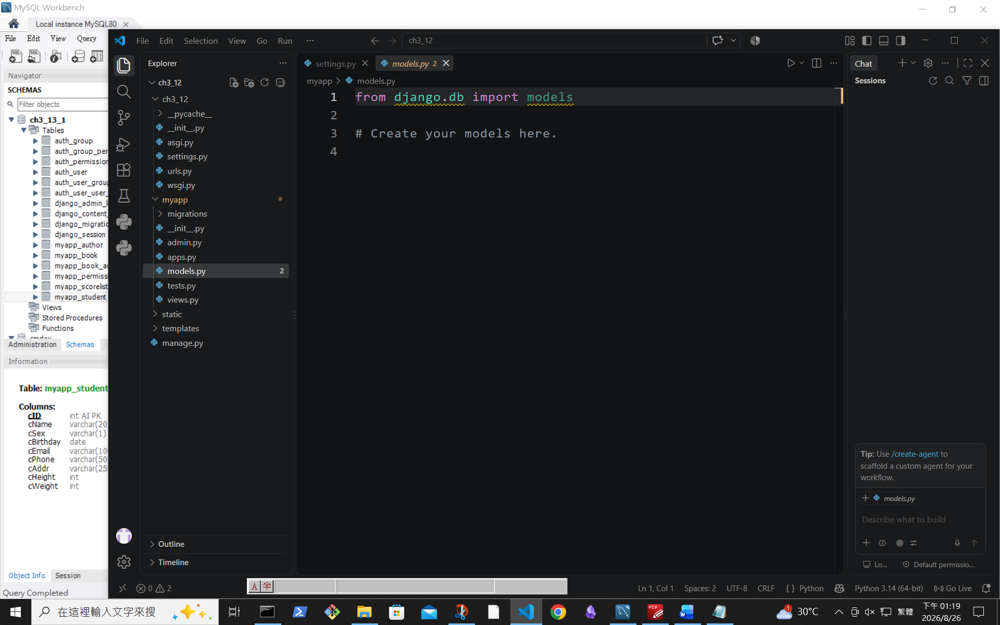 MySQL Workbench
Local instance MySQL80
File Edit View Query
Navigator
SCHEMAS
Filter objects
ch3_13_1
Tables
auth_group
auth_group_per
auth_permission
auth_user
auth_user_grou
auth_user_user_
django_admin_l
django_content_
django_migratio
django_session
myapp_author
myapp_book
myapp_book_a
myapp_permiss
myapp_scorelist
myapp_student
Views
Stored Procedures
Functions
Administration Schemas
Information
Table: myapp_student
Columns:
cID int AI PK
cName varchar(20
cSex varchar(1)
cBirthday date
cEmail varchar(10
cPhone varchar(50
cAddr varchar(25
cHeight int
cWeight int
Object Info Session
Query Completed
File Edit Selection View Go Run ···
ch3_12
Explorer
ch3_12
ch3_12
__pycache__
__init__.py
asgi.py
settings.py
urls.py
wsgi.py
myapp
migrations
__init__.py
admin.py
apps.py
models.py 2
tests.py
views.py
static
templates
manage.py
Outline
Timeline
settings.py
models.py 2
myapp > models.py
1 from django.db import models
2
3 # Create your models here.
4
Chat
Sessions
Tip: Use /create-agent to
scaffold a custom agent for your
workflow.
models.py
Describe what to build
Lo... Default permissio...
0 2
A 半
Ln 1, Col 1 Spaces: 2 UTF-8 CRLF { } Python Python 3.14 (64-bit) Go Live
在這裡輸入文字來搜
PDF
1 30°C
繁體
下午 01:19
2026/8/26